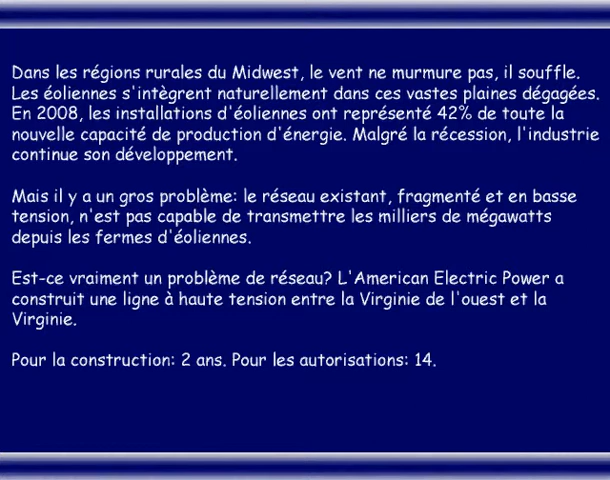 Dans les régions rurales du Midwest, le vent ne murmure pas, il souffle.
Les éoliennes s'intègrent naturellement dans ces vastes plaines dégagées.
En 2008, les installations d'éoliennes ont représenté 42% de toute la
nouvelle capacité de production d'énergie. Malgré la récession, l'industrie
continue son développement.
Mais il y a un gros problème: le réseau existant, fragmenté et en basse
tension, n'est pas capable de transmettre les milliers de mégawatts
depuis les fermes d'éoliennes.
Est-ce vraiment un problème de réseau? L'American Electric Power a
construit une ligne à haute tension entre la Virginie de l'ouest et la
Virginie.
Pour la construction: 2 ans. Pour les autorisations: 14.